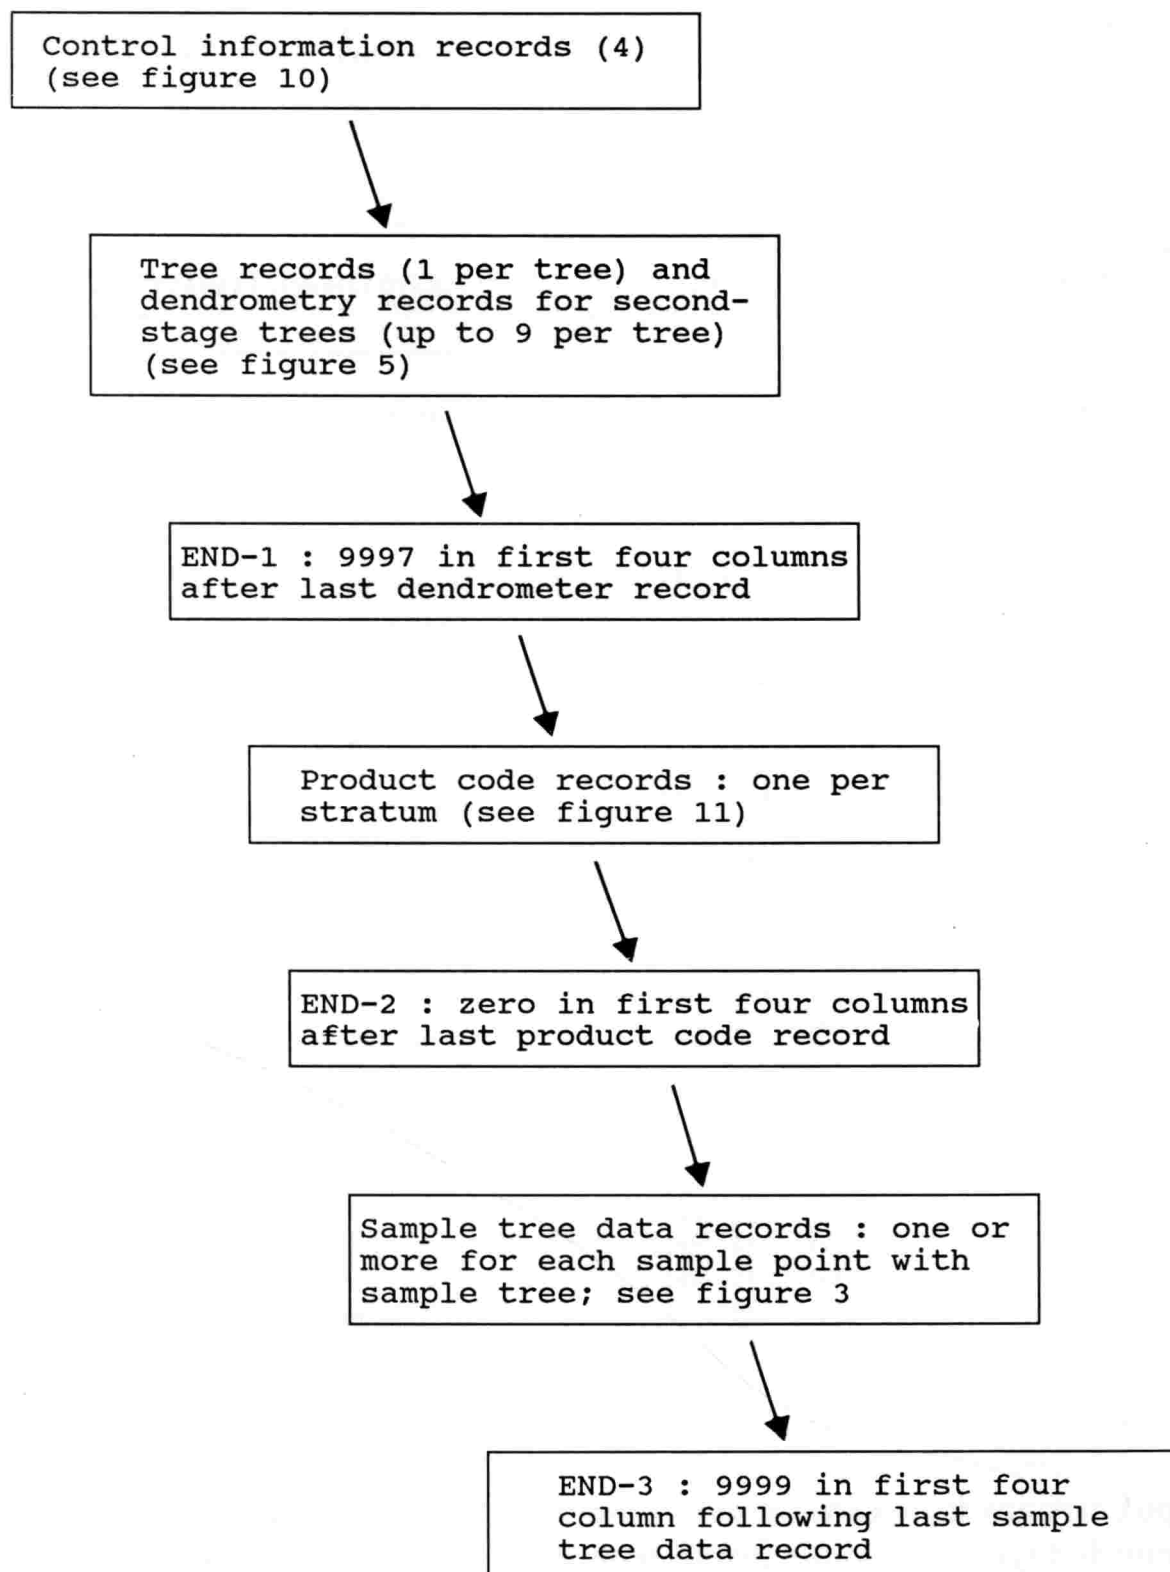 Control information records (4)
(see figure 10)
Tree records (1 per tree) and
dendrometry records for second-
stage trees (up to 9 per tree)
(see figure 5)
END-1 : 9997 in first four columns
after last dendrometer record
Product code records : one per
stratum (see figure 11)
END-2 : zero in first four columns
after last product code record
Sample tree data records : one or
more for each sample point with
sample tree; see figure 3
END-3 : 9999 in first four
column following last sample
tree data record